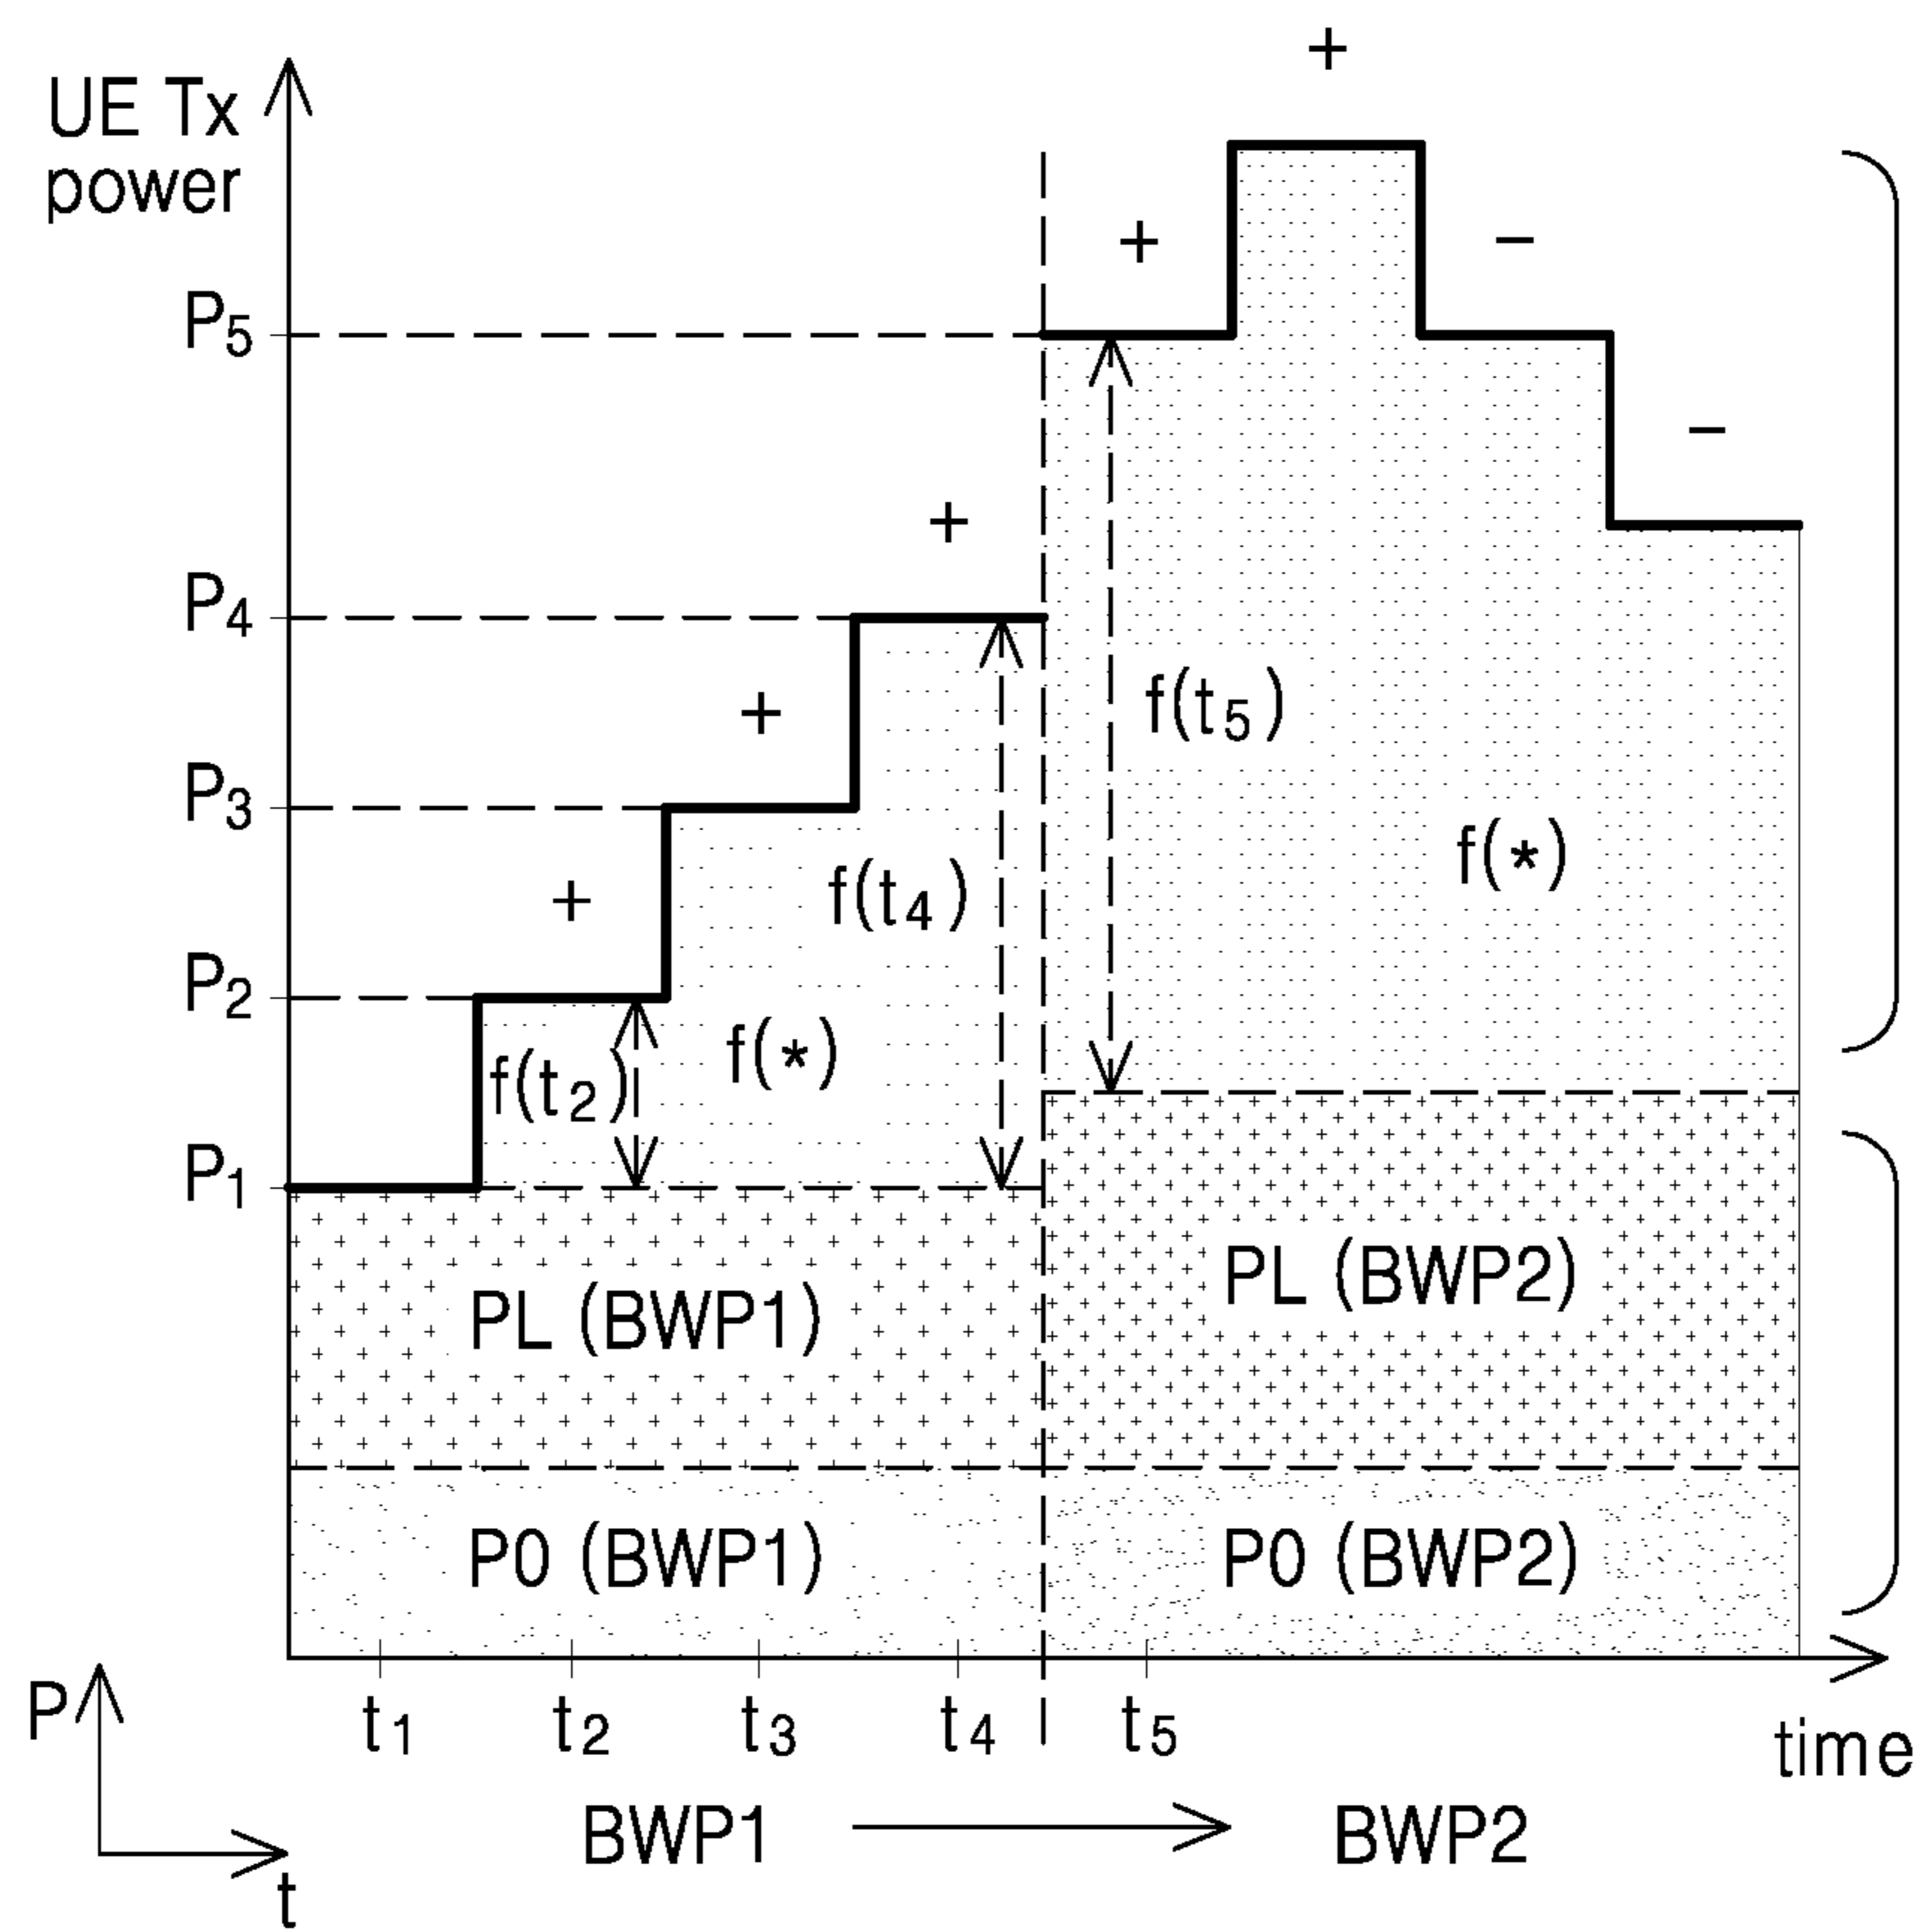 +
UE Tx
power
+
−
P5
−
+
P4
f(t5)
+
P3
f(*)
f(t4)
+
P2
f(*)
f(t2)
P1
PL (BWP1)
PL (BWP2)
P0 (BWP1)
P0 (BWP2)
P
t1
t2
t3
t4
t5
time
BWP1
BWP2
t